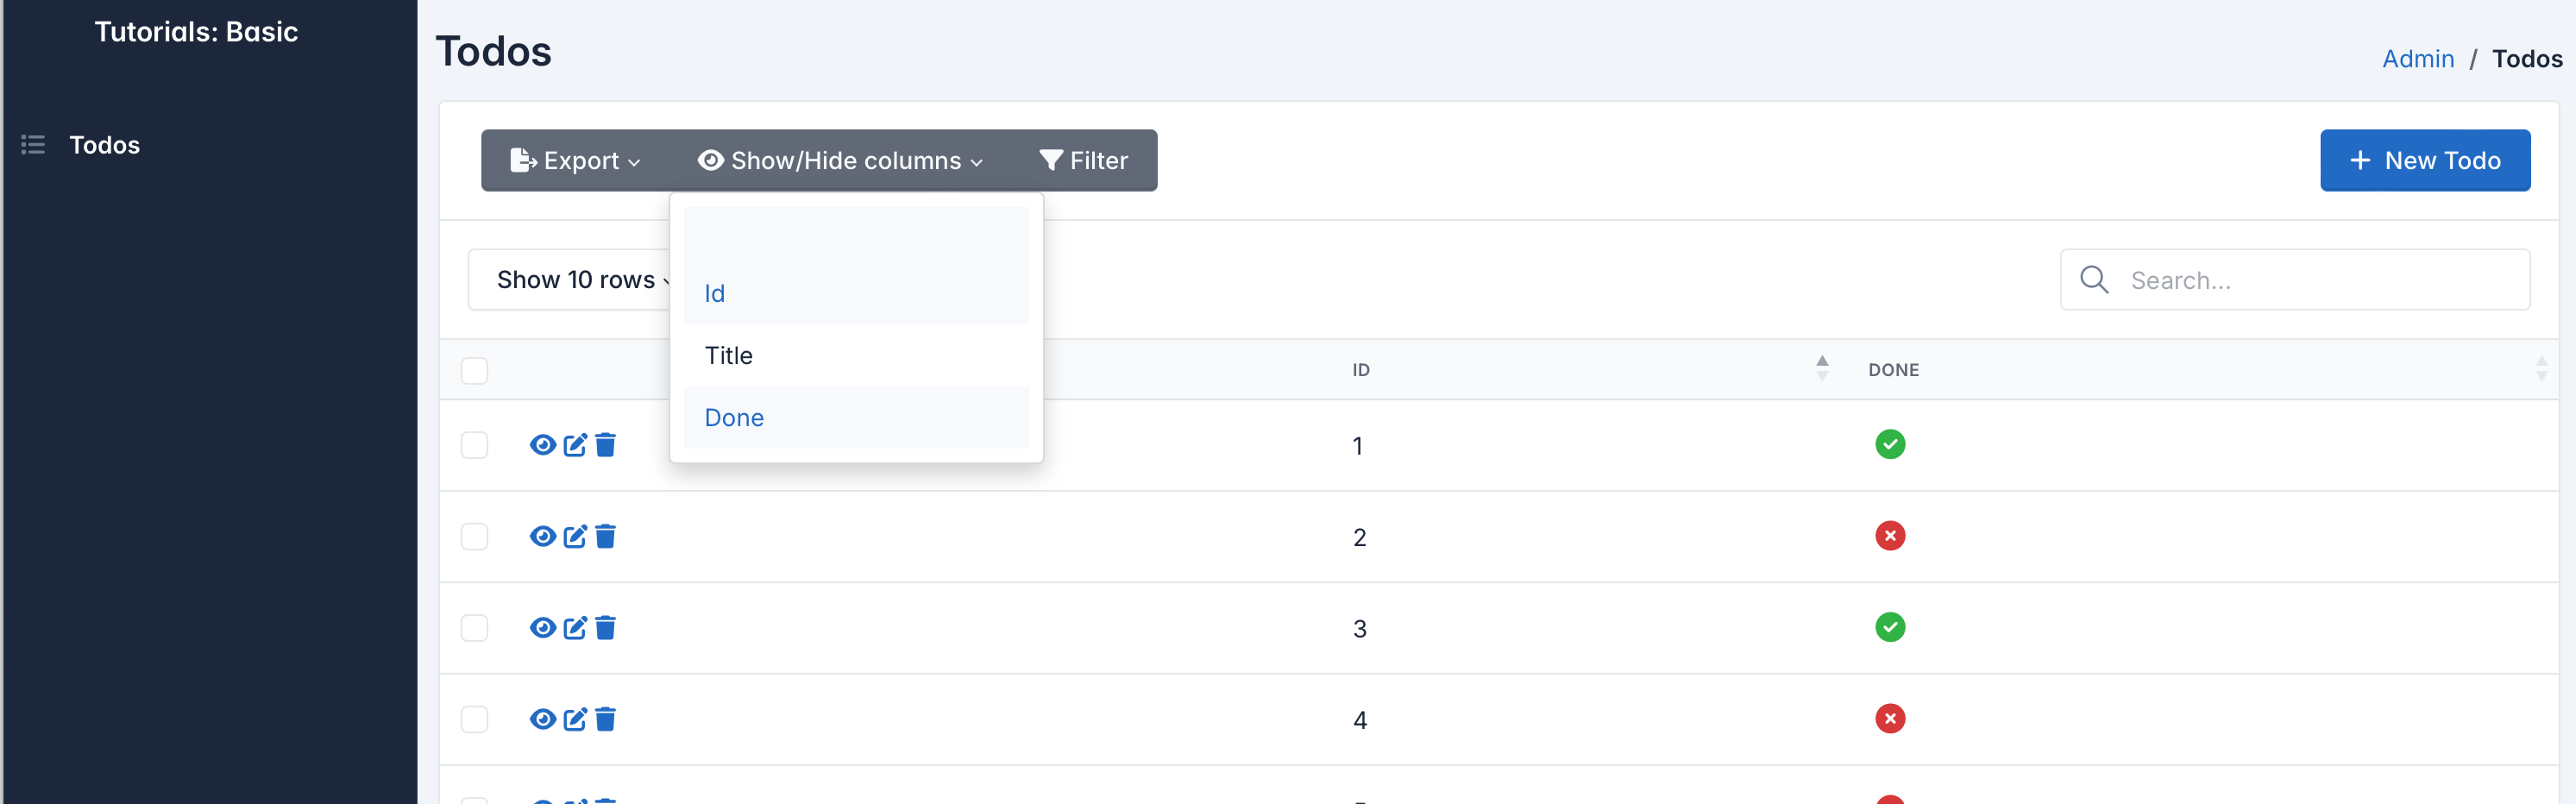 Tutorials: Basic
Todos
Todos
Admin / Todos
Export
Show/Hide columns
Filter
+ New Todo
Show 10 rows
Search...
Id
Title
Done
ID
DONE
1
2
3
4